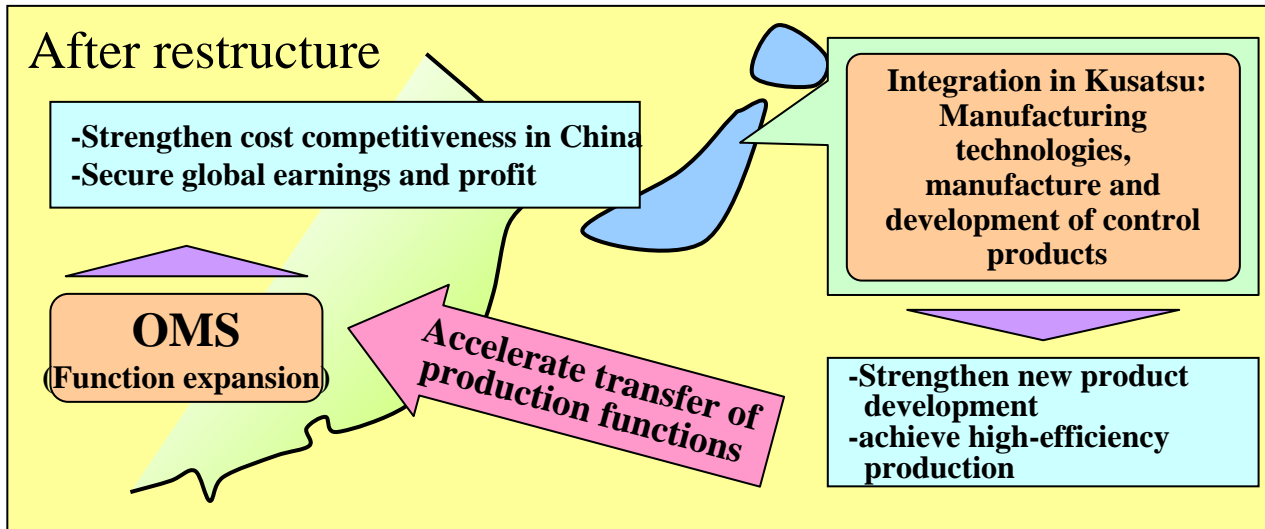 After restructure
-Strengthen cost competitiveness in China
-Secure global earnings and profit
OMS
(Function expansion)
Accelerate transfer of
production functions
Integration in Kusatsu:
Manufacturing
technologies,
manufacture and
development of control
products
-Strengthen new product
development
-achieve high-efficiency
production